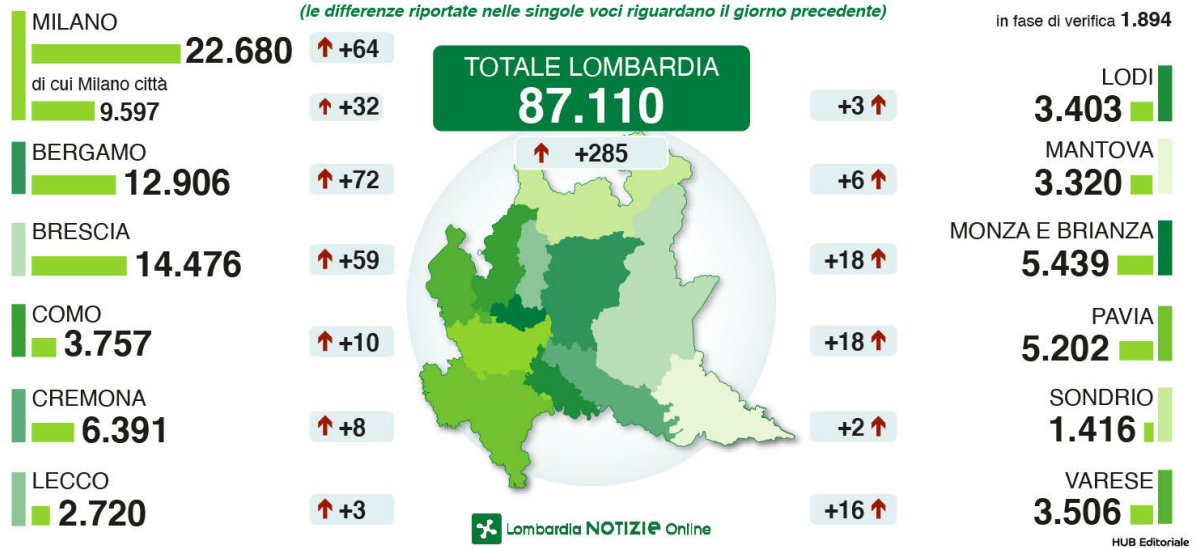 (le differenze riportate nelle singole voci riguardano il giorno precedente)
in fase di verifica 1.894
MILANO
22.680
+64
di cui Milano città
9.597
+32
BERGAMO
12.906
+72
BRESCIA
14.476
+59
COMO
3.757
+10
CREMONA
6.391
+8
LECCO
2.720
+3
TOTALE LOMBARDIA
87.110
+285
LODI
+3
3.403
MANTOVA
+6
3.320
MONZA E BRIANZA
+18
5.439
PAVIA
+18
5.202
SONDRIO
+2
1.416
VARESE
+16
3.506
Lombardia NOTIZIE Online
HUB Editoriale